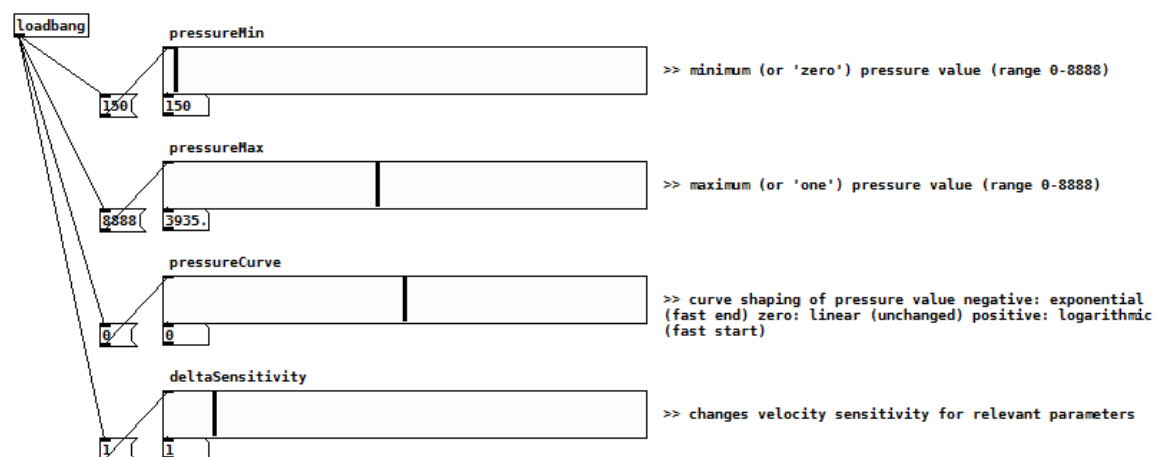 loadbang
pressureMin
>> minimum (or 'zero') pressure value (range 0-8888)
150
150
pressureMax
>> maximum (or 'one') pressure value (range 0-8888)
8888
3935.
pressureCurve
>> curve shaping of pressure value negative: exponential
(fast end) zero: linear (unchanged) positive: logarithmic
(fast start)
0
0
deltaSensitivity
>> changes velocity sensitivity for relevant parameters
1
1